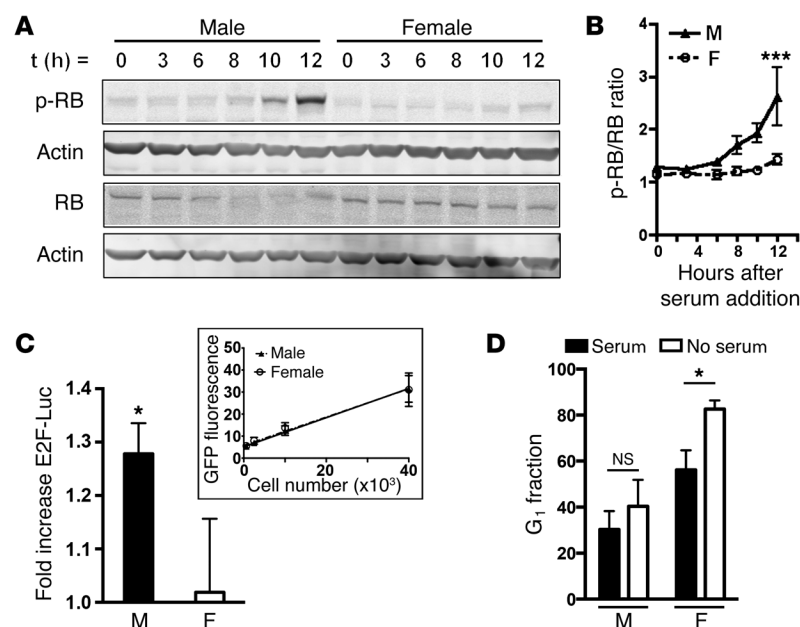 A
Male Female
t (h) = 0 3 6 8 10 12 0 3 6 8 10 12
p-RB
Actin
RB
Actin
B
M
F
***
p-RB/RB ratio
4
3
2
1
0
0 4 8 12
Hours after
serum addition
C
Fold increase E2F-Luc
1.4
1.3
1.2
1.1
1.0
*
M F
GFP fluorescence
50
40
30
20
10
0
Male
Female
0 20 40
Cell number (x10³)
D
Serum No serum
G₁ fraction
100
80
60
40
20
0
NS
*
M F